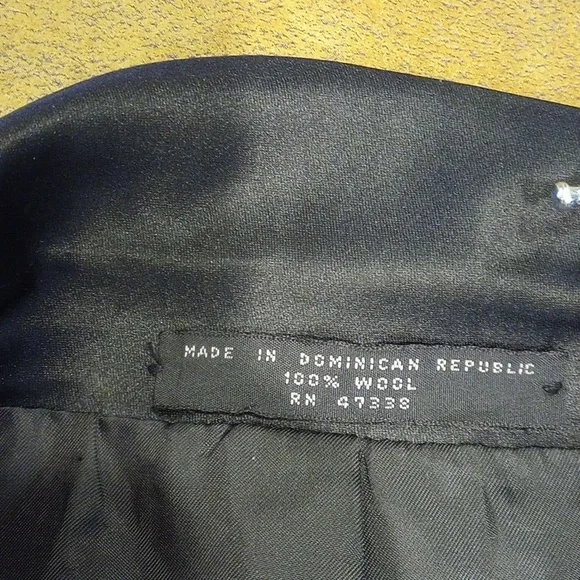 MADE IN DOMINICAN REPUBLIC
100% WOOL
RN 47338